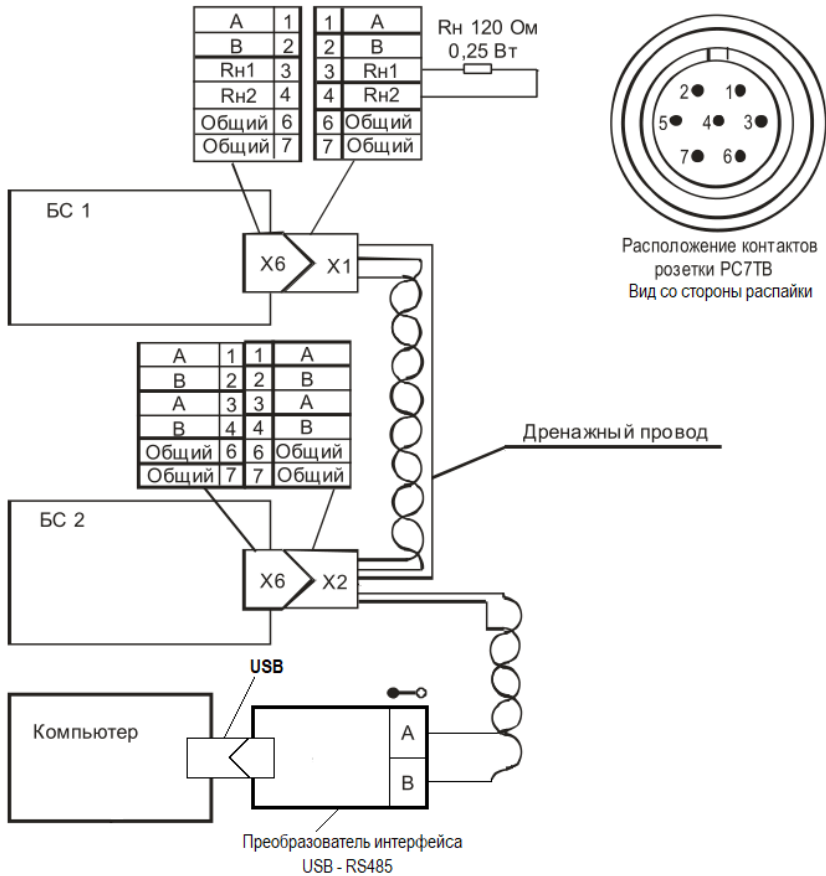 A 1 1 A
B 2 2 B
Rн1 3 3 Rн1
Rн2 4 4 Rн2
Общий 6 6 Общий
Общий 7 7 Общий
Rн 120 Ом
0,25 Вт
2 1
5 4 3
7 6
Расположение контактов
розетки РС7ТВ
Вид со стороны распайки
БС 1
X6 X1
A 1 1 A
B 2 2 B
A 3 3 A
B 4 4 B
Общий 6 6 Общий
Общий 7 7 Общий
Дренажный провод
БС 2
X6 X2
USB
Компьютер
A
B
Преобразователь интерфейса
USB - RS485